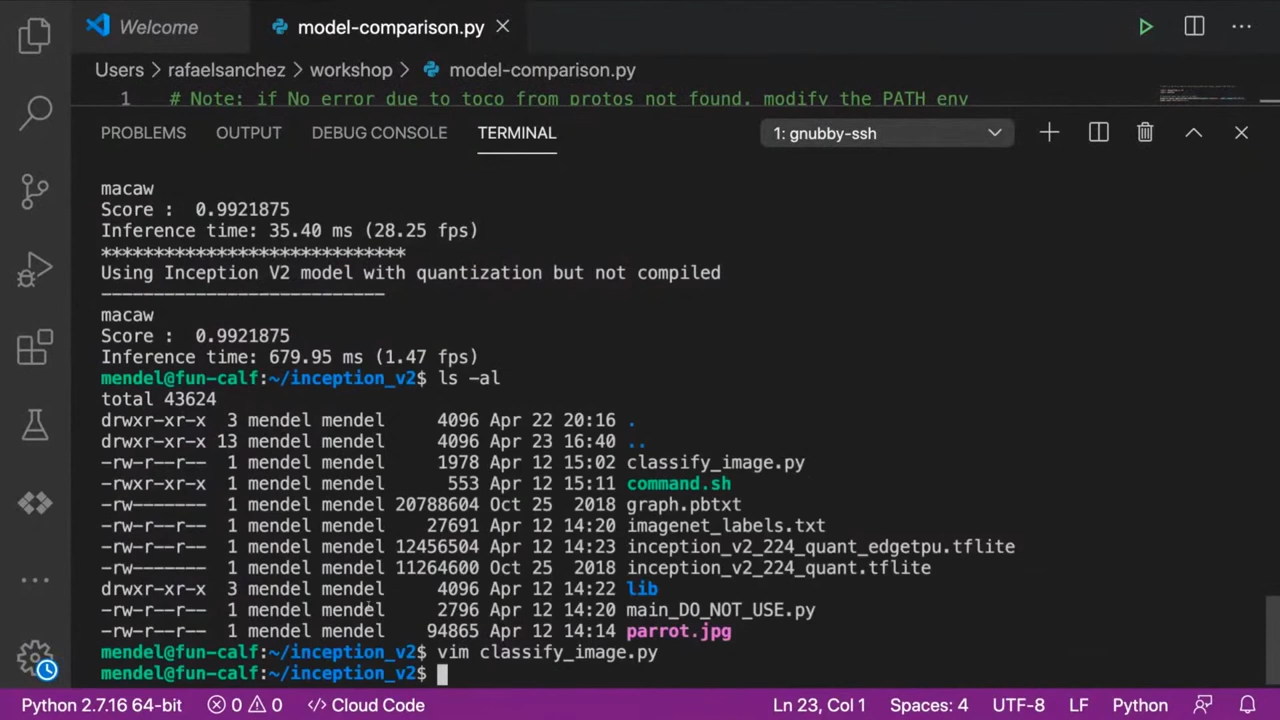 Welcome
model-comparison.py
Users > rafaelsanchez > workshop > model-comparison.py
1 # Note: if No error due to toco_from_protos not found, modify the PATH env
PROBLEMS OUTPUT DEBUG CONSOLE TERMINAL 1: gnubby-ssh
macaw
Score :  0.9921875
Inference time: 35.40 ms (28.25 fps)
*****************************
Using Inception V2 model with quantization but not compiled
---------------------------
macaw
Score :  0.9921875
Inference time: 679.95 ms (1.47 fps)
mendel@fun-calf:~/inception_v2$ ls -al
total 43624
drwxr-xr-x  3 mendel mendel     4096 Apr 22 20:16 .
drwxr-xr-x 13 mendel mendel     4096 Apr 23 16:40 ..
-rw-r--r--  1 mendel mendel     1978 Apr 12 15:02 classify_image.py
-rwxr-xr-x  1 mendel mendel      553 Apr 12 15:11 command.sh
-rw-------  1 mendel mendel 20788604 Oct 25  2018 graph.pbtxt
-rw-r--r--  1 mendel mendel    27691 Apr 12 14:20 imagenet_labels.txt
-rw-r--r--  1 mendel mendel 12456504 Apr 12 14:23 inception_v2_224_quant_edgetpu.tflite
-rw-------  1 mendel mendel 11264600 Oct 25  2018 inception_v2_224_quant.tflite
drwxr-xr-x  3 mendel mendel     4096 Apr 12 14:22 lib
-rw-r--r--  1 mendel mendel     2796 Apr 12 14:20 main_DO_NOT_USE.py
-rw-r--r--  1 mendel mendel    94865 Apr 12 14:14 parrot.jpg
mendel@fun-calf:~/inception_v2$ vim classify_image.py
mendel@fun-calf:~/inception_v2$
Python 2.7.16 64-bit 0 0 </> Cloud Code Ln 23, Col 1 Spaces: 4 UTF-8 LF Python